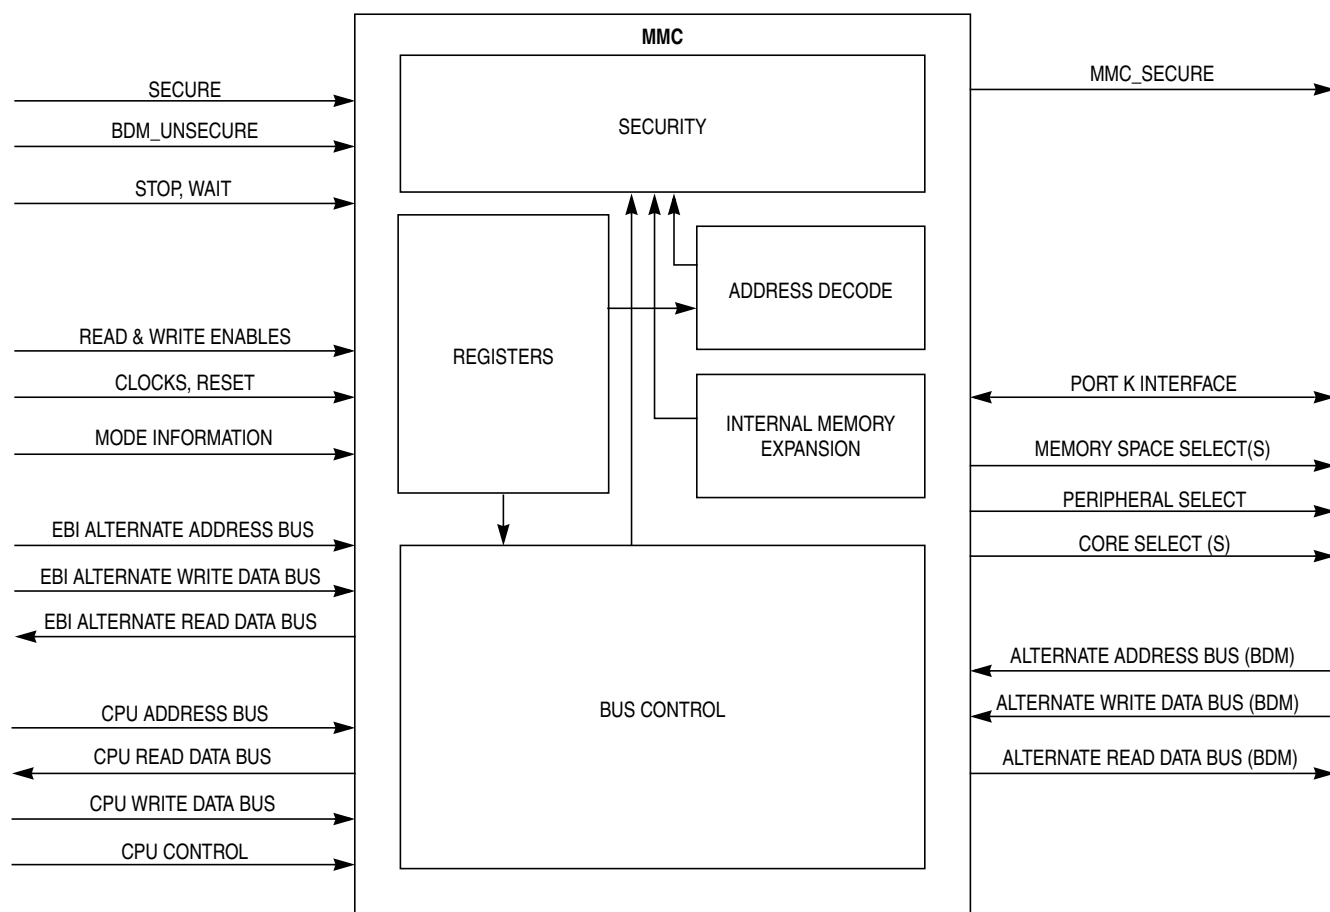 MMC
SECURE
BDM_UNSECURE
STOP, WAIT
READ & WRITE ENABLES
CLOCKS, RESET
MODE INFORMATION
EBI ALTERNATE ADDRESS BUS
EBI ALTERNATE WRITE DATA BUS
EBI ALTERNATE READ DATA BUS
CPU ADDRESS BUS
CPU READ DATA BUS
CPU WRITE DATA BUS
CPU CONTROL
SECURITY
REGISTERS
ADDRESS DECODE
INTERNAL MEMORY
EXPANSION
BUS CONTROL
MMC_SECURE
PORT K INTERFACE
MEMORY SPACE SELECT(S)
PERIPHERAL SELECT
CORE SELECT (S)
ALTERNATE ADDRESS BUS (BDM)
ALTERNATE WRITE DATA BUS (BDM)
ALTERNATE READ DATA BUS (BDM)